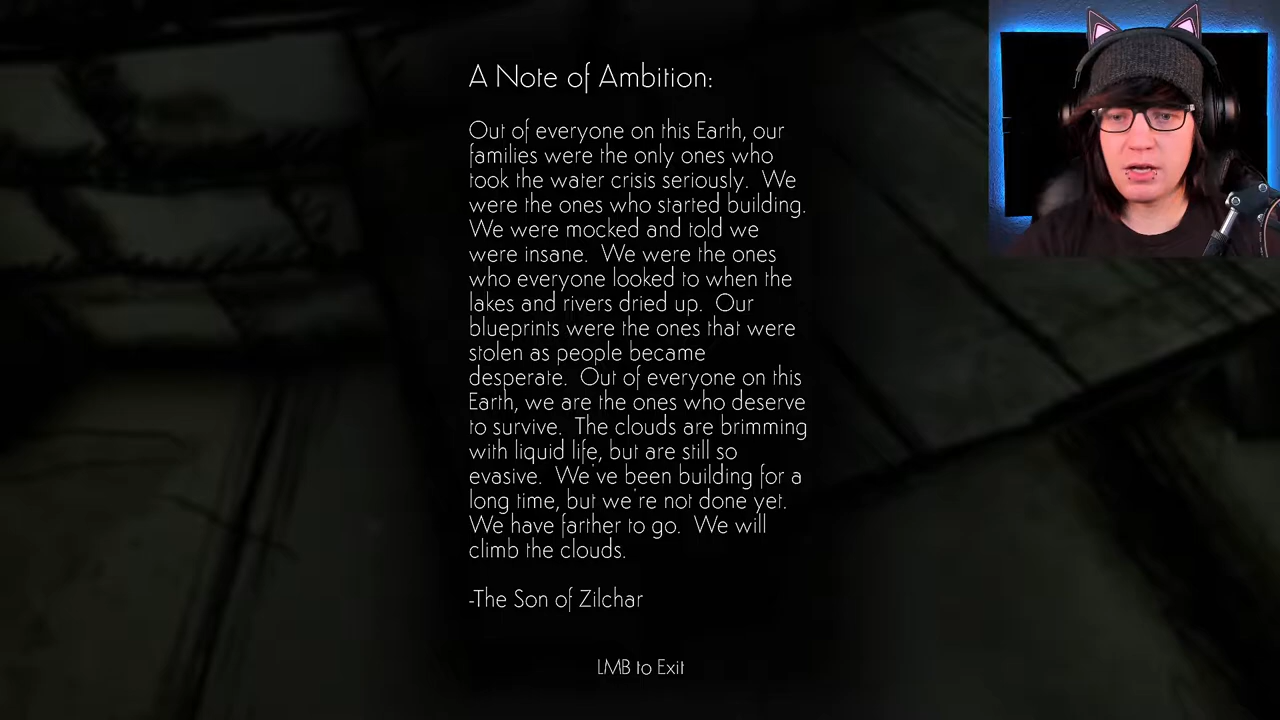 A Note of Ambition:
Out of everyone on this Earth, our
families were the only ones who
took the water crisis seriously.  We
were the ones who started building.
We were mocked and told we
were insane.  We were the ones
who everyone looked to when the
lakes and rivers dried up.  Our
blueprints were the ones that were
stolen as people became
desperate.  Out of everyone on this
Earth, we are the ones who deserve
to survive.  The clouds are brimming
with liquid life, but are still so
evasive.  We've been building for a
long time, but we're not done yet.
We have farther to go.  We will
climb the clouds.
-The Son of Zilchar
LMB to Exit